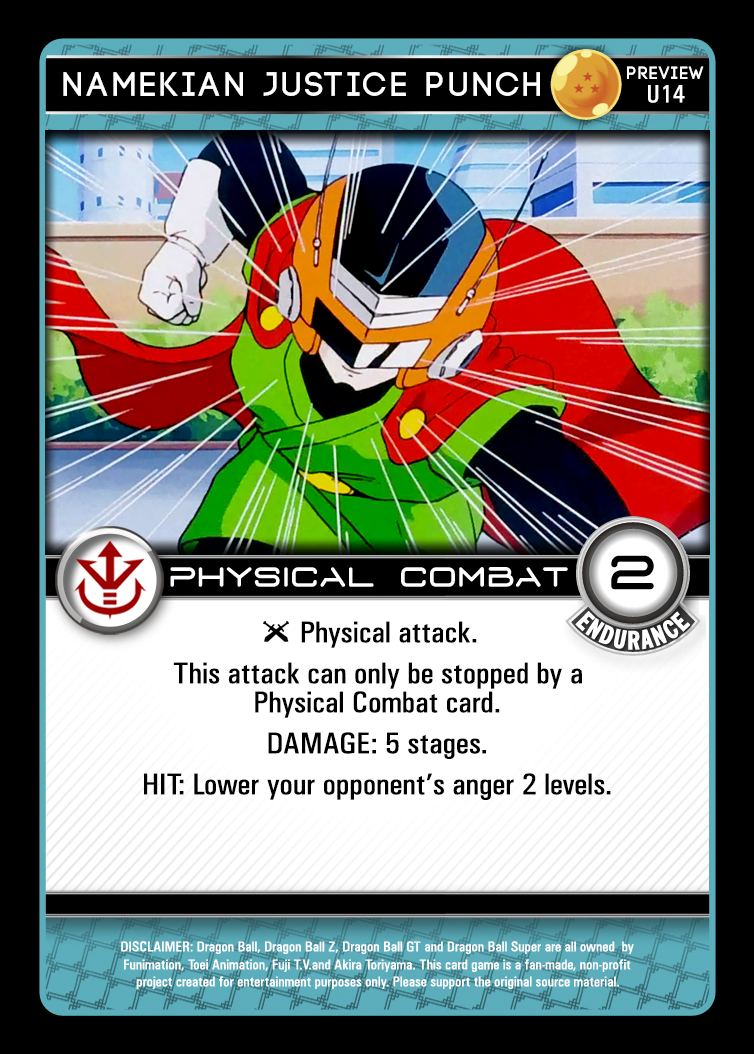 NAMEKIAN JUSTICE PUNCH
PREVIEW
U14
PHYSICAL COMBAT
2
ENDURANCE
Physical attack.
This attack can only be stopped by a
Physical Combat card.
DAMAGE: 5 stages.
HIT: Lower your opponent's anger 2 levels.
DISCLAIMER: Dragon Ball, Dragon Ball Z, Dragon Ball GT and Dragon Ball Super are all owned by
Funimation, Toei Animation, Fuji T.V.and Akira Toriyama. This card game is a fan-made, non-profit
project created for entertainment purposes only. Please support the original source material.